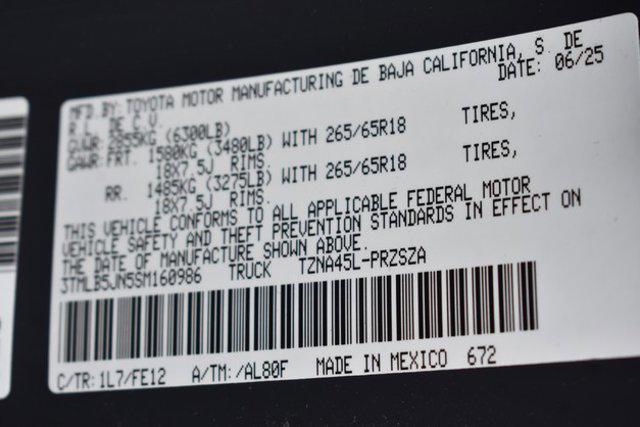 MFD.BY: TOYOTA MOTOR MANUFACTURING DE BAJA CALIFORNIA, S. DE
R.L. DE C.V. DATE: 06/25
GVWR: 2855KG (6300LB)
GAWR: FRT. 1580KG (3480LB) WITH 265/65R18 TIRES,
18X7.5J RIMS.
RR. 1485KG (3275LB) WITH 265/65R18 TIRES,
18X7.5J RIMS.
THIS VEHICLE CONFORMS TO ALL APPLICABLE FEDERAL MOTOR
VEHICLE SAFETY AND THEFT PREVENTION STANDARDS IN EFFECT ON
THE DATE OF MANUFACTURE SHOWN ABOVE.
3TMLB5JN5SM160986 TRUCK TZNA45L-PRZSZA
C/TR: 1L7/FE12 A/TM: /AL80F MADE IN MEXICO 672